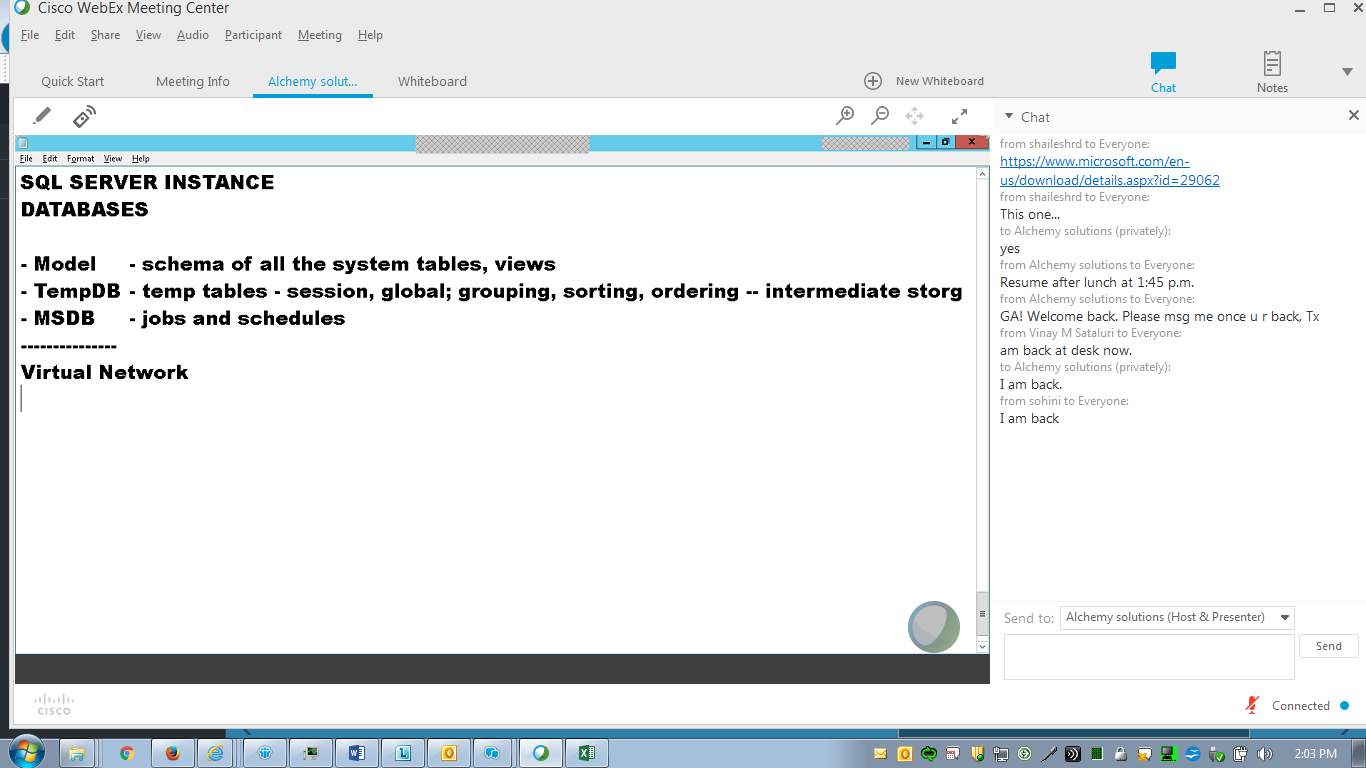 Cisco WebEx Meeting Center
File Edit Share View Audio Participant Meeting Help
Quick Start Meeting Info Alchemy solut... Whiteboard New Whiteboard Chat Notes
File Edit Format View Help
SQL SERVER INSTANCE
DATABASES
- Model - schema of all the system tables, views
- TempDB - temp tables - session, global; grouping, sorting, ordering -- intermediate storg
- MSDB - jobs and schedules
---------------
Virtual Network
Chat
from shaileshrd to Everyone:
https://www.microsoft.com/en-
us/download/details.aspx?id=29062
from shaileshrd to Everyone:
This one...
to Alchemy solutions (privately):
yes
from Alchemy solutions to Everyone:
Resume after lunch at 1:45 p.m.
from Alchemy solutions to Everyone:
GA! Welcome back. Please msg me once u r back, Tx
from Vinay M Sataluri to Everyone:
am back at desk now.
to Alchemy solutions (privately):
I am back.
from sohini to Everyone:
I am back
Send to: Alchemy solutions (Host & Presenter)
Send
CISCO
Connected
2:03 PM